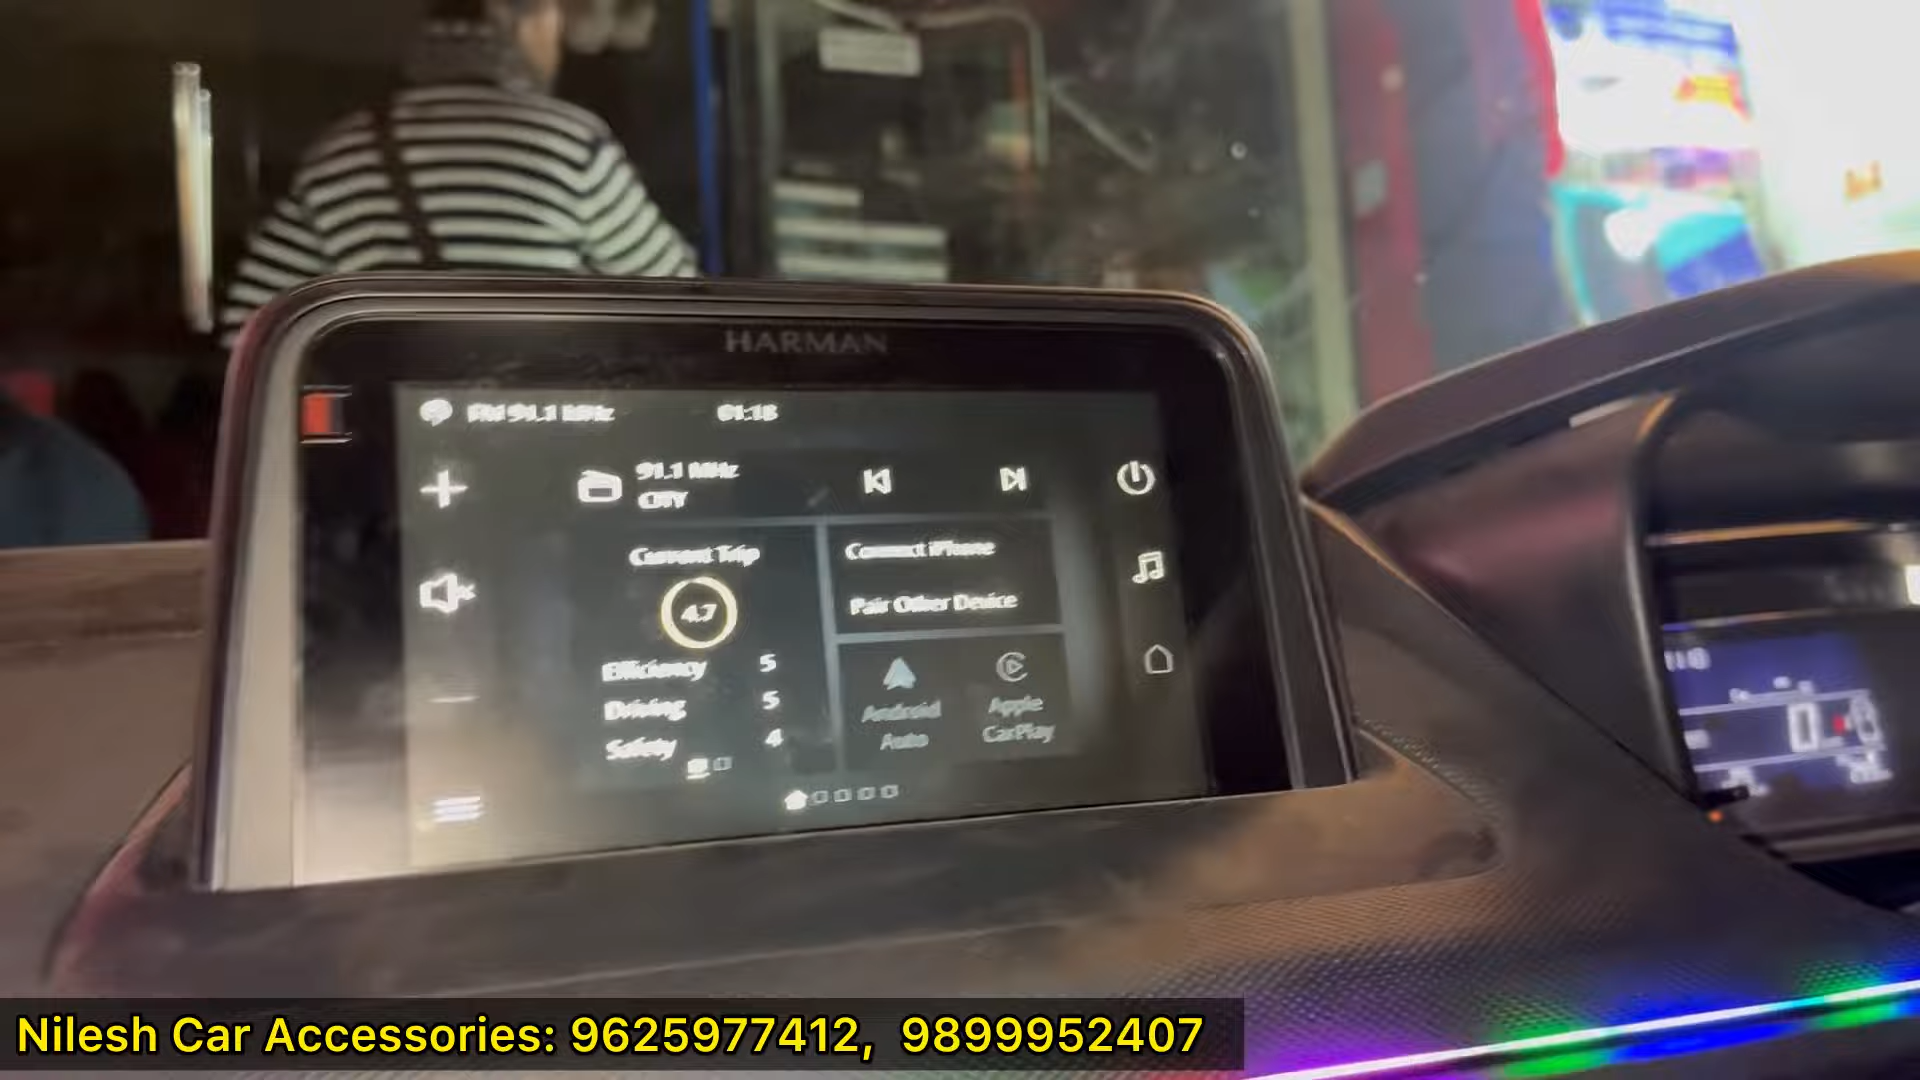 HARMAN
FM 91.1 MHz 01:18
91.1 MHz
CITY
Current Trip
4.7
Efficiency 5
Driving 5
Safety 4
Connect iPhone
Pair Other Device
Android
Auto
Apple
CarPlay
Nilesh Car Accessories: 9625977412, 9899952407